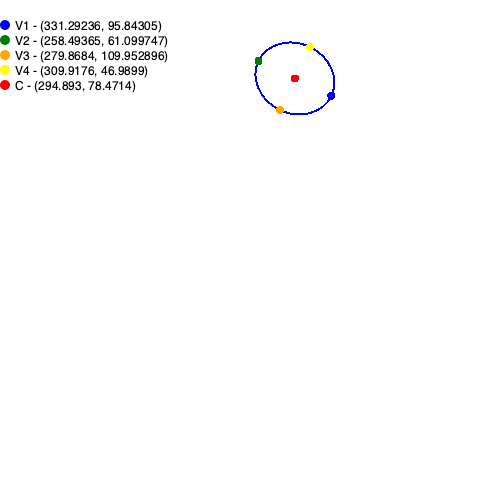 V1 - (331.29236, 95.84305)
V2 - (258.49365, 61.099747)
V3 - (279.8684, 109.952896)
V4 - (309.9176, 46.9899)
C - (294.893, 78.4714)